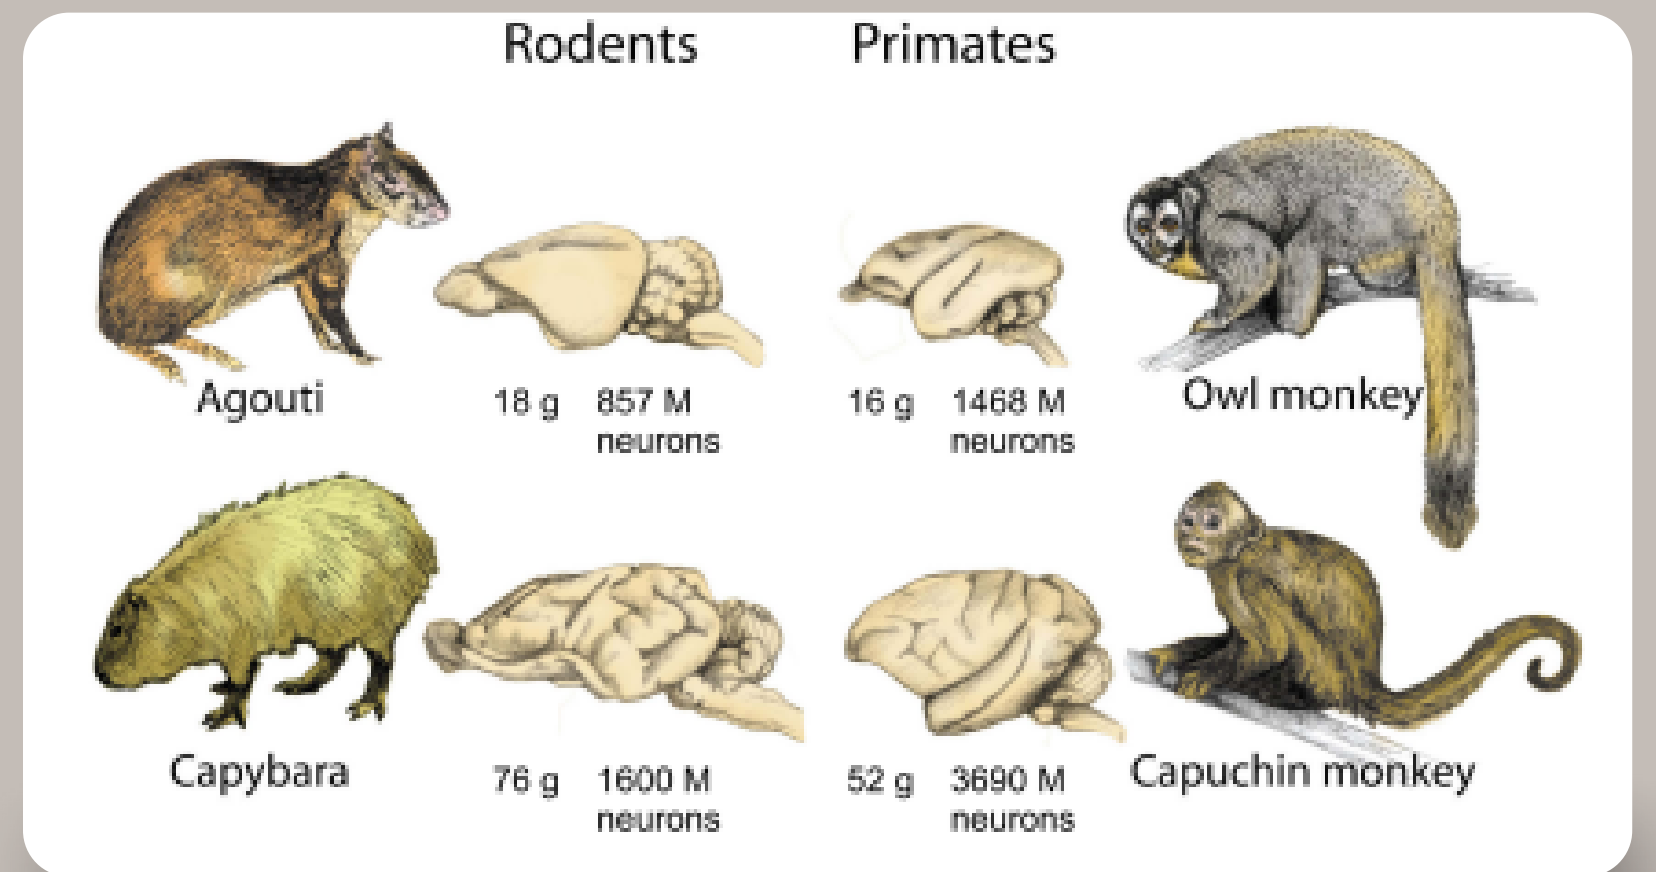 Rodents
Primates
Agouti
18 g
857 M
neurons
16 g
1468 M
neurons
Owl monkey
Capybara
76 g
1600 M
neurons
52 g
3690 M
neurons
Capuchin monkey